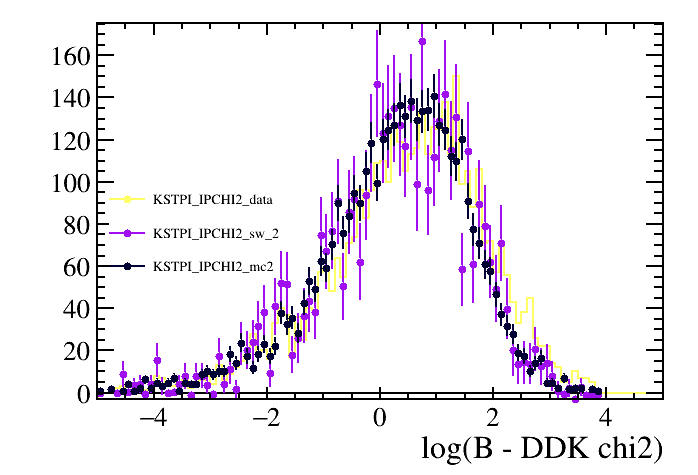 160
140
120
100
80
60
40
20
0
KSTPI_IPCHI2_data
KSTPI_IPCHI2_sw_2
KSTPI_IPCHI2_mc2
−4 −2 0 2 4
log(B - DDK chi2)